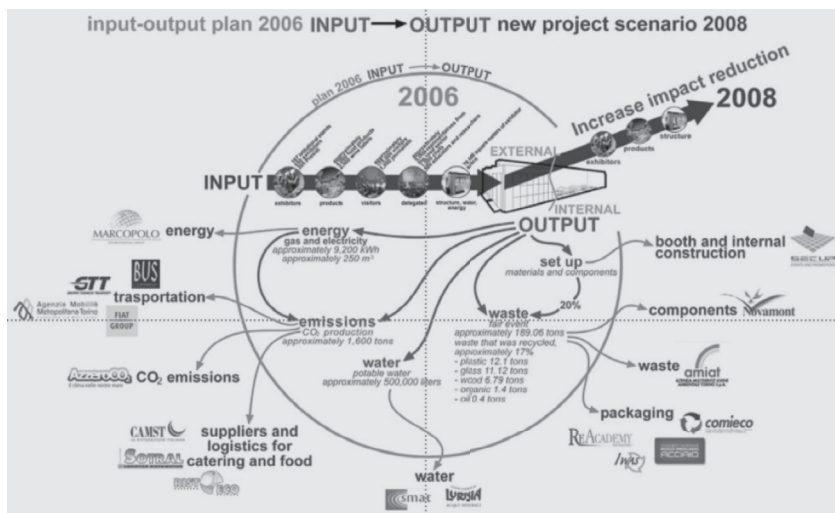 input-output plan 2006 INPUT OUTPUT new project scenario 2008
plan 2006 INPUT OUTPUT
2006
Increase impact reduction
2008
EXTERNAL
INTERNAL
exhibitors
products
structure
INPUT
exhibitors
products
visitors
delegated
structure, water,
energy
OUTPUT
MARCOPOLO
energy
energy
gas and electricity
approximately 9,200 kWh
approximately 250 m³
set up
materials and components
20%
booth and internal
construction
SECUP
GTT
BUS
trasportation
Agenzia Mobilità
Metropolitana Torino
FIAT
GROUP
emissions
CO2 production
approximately 1,600 tons
waste
fair event
approximately 189.06 tons
waste that was recycled,
approximately 17%
- plastic 12.1 tons
- glass 11.12 tons
- wood 6.79 tons
- organic 1.4 tons
- oil 0.4 tons
components
Novamont
water
potable water
approximately 500,000 liters
AzzeroCO2
CO2 emissions
waste
amiat
packaging
comieco
REACADEMY
IWAS
ACCIAIO
CAMST
SOTRAL
RISTECO
suppliers and
logistics for
catering and food
water
smat
LURISIA